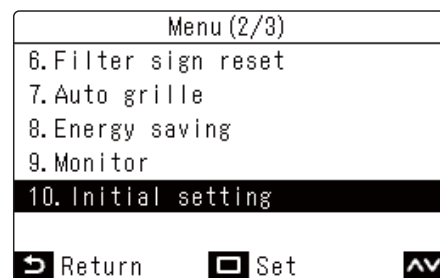 Menu(2/3)
6.Filter sign reset
7.Auto grille
8.Energy saving
9.Monitor
10.Initial setting
Return Set